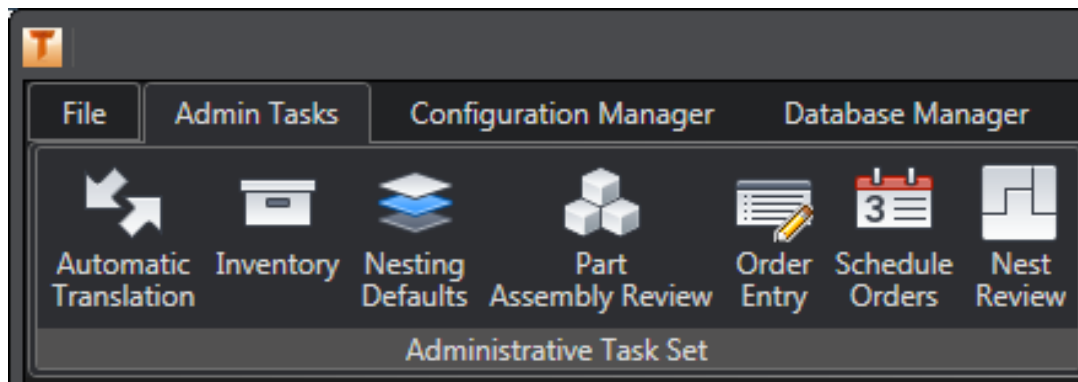 T
File Admin Tasks Configuration Manager Database Manager
Automatic Translation Inventory Nesting Defaults Part Assembly Review Order Entry Schedule Orders 3 Nest Review
Administrative Task Set